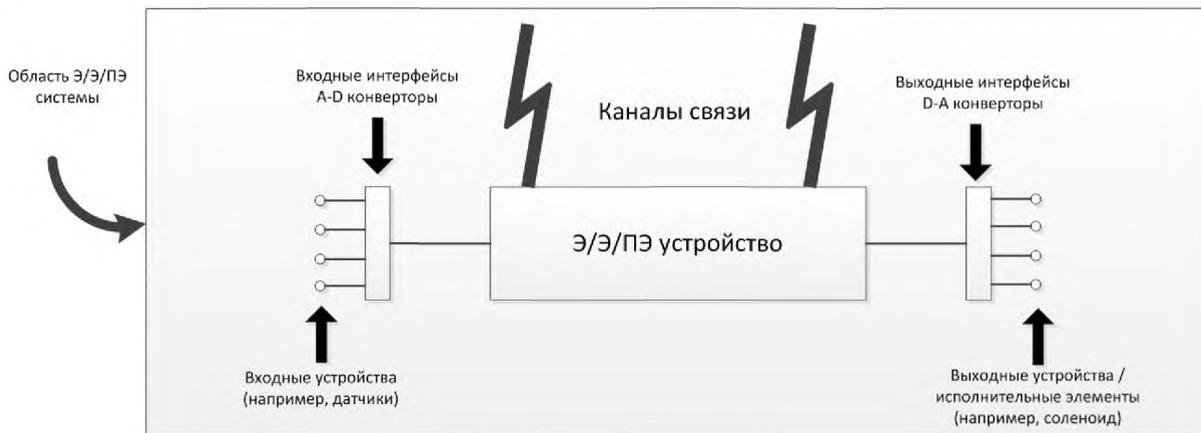 Область Э/Э/ПЭ
системы
Входные интерфейсы
A-D конверторы
Каналы связи
Выходные интерфейсы
D-A конверторы
Э/Э/ПЭ устройство
Входные устройства
(например, датчики)
Выходные устройства /
исполнительные элементы
(например, соленоид)